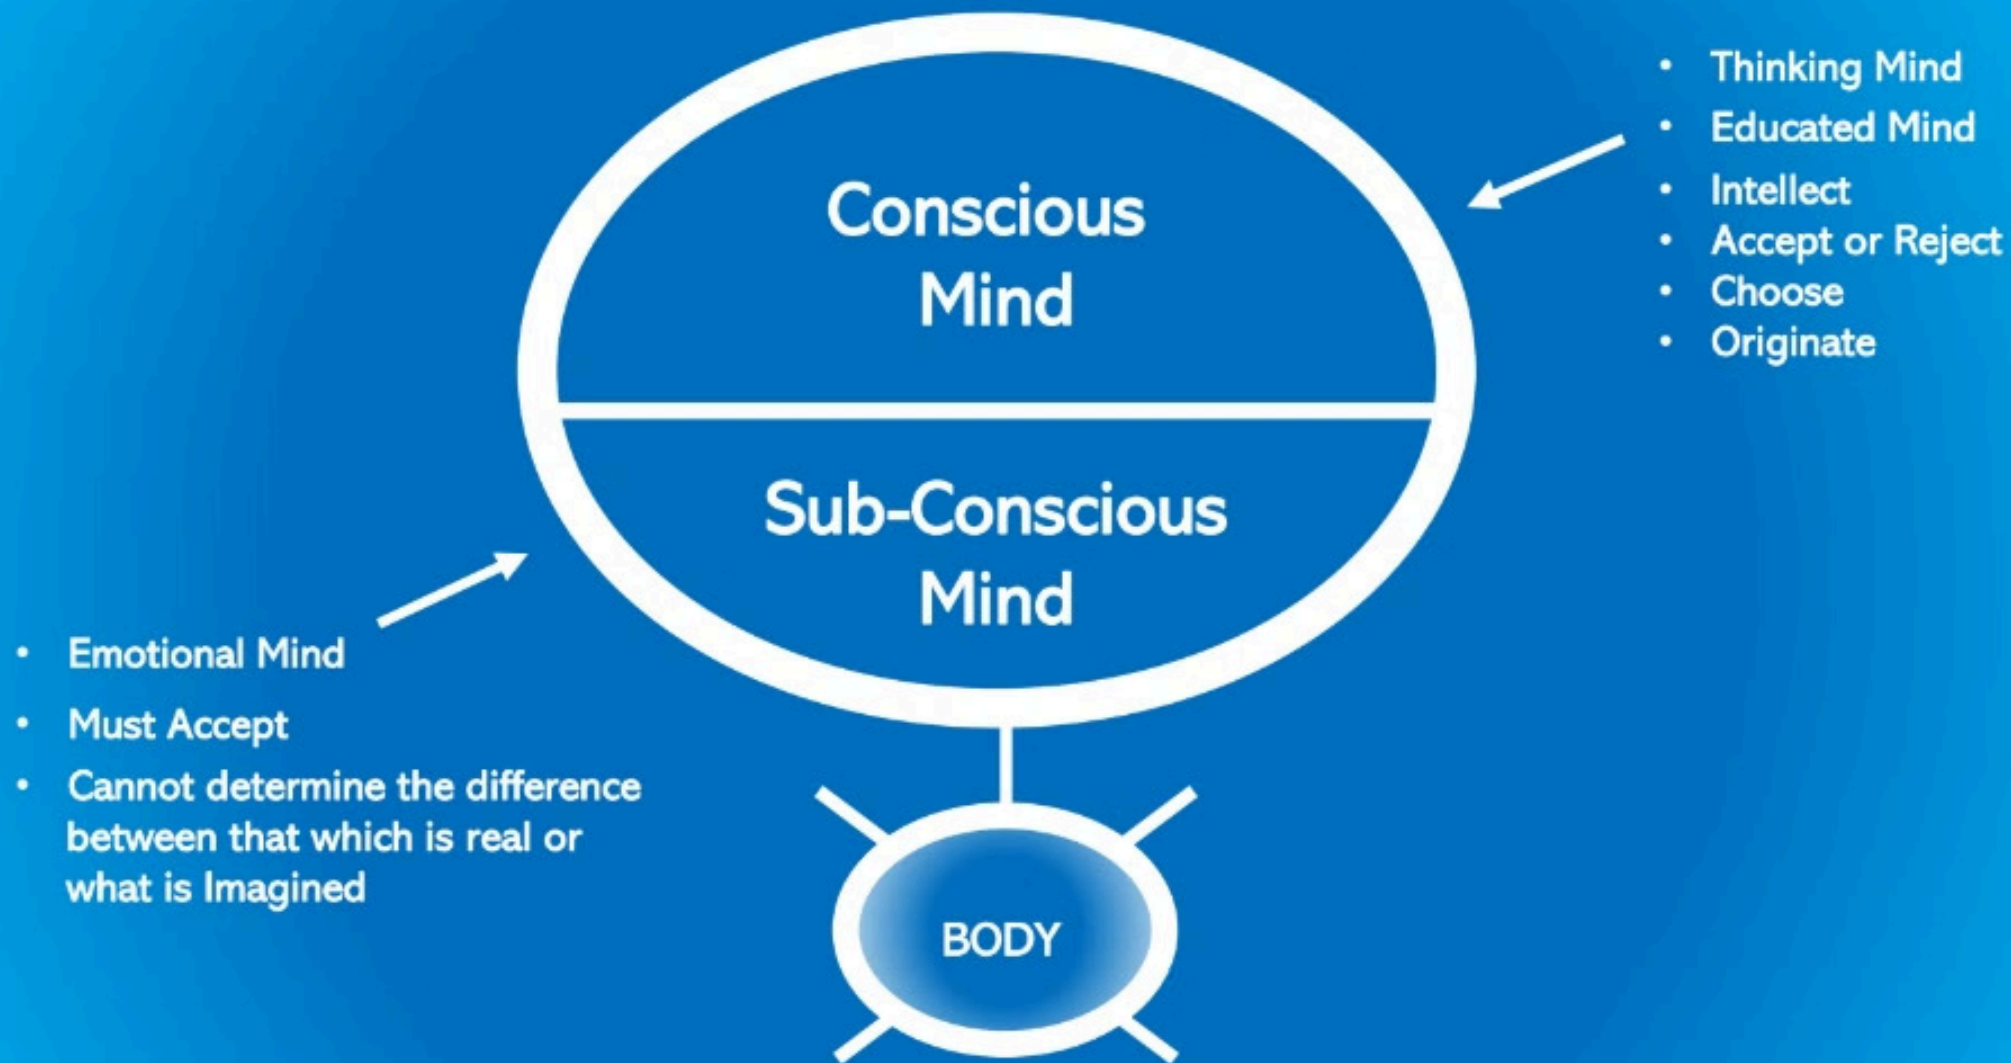 Conscious
Mind
• Thinking Mind
• Educated Mind
• Intellect
• Accept or Reject
• Choose
• Originate
Sub-Conscious
Mind
• Emotional Mind
• Must Accept
• Cannot determine the difference
between that which is real or
what is Imagined
BODY